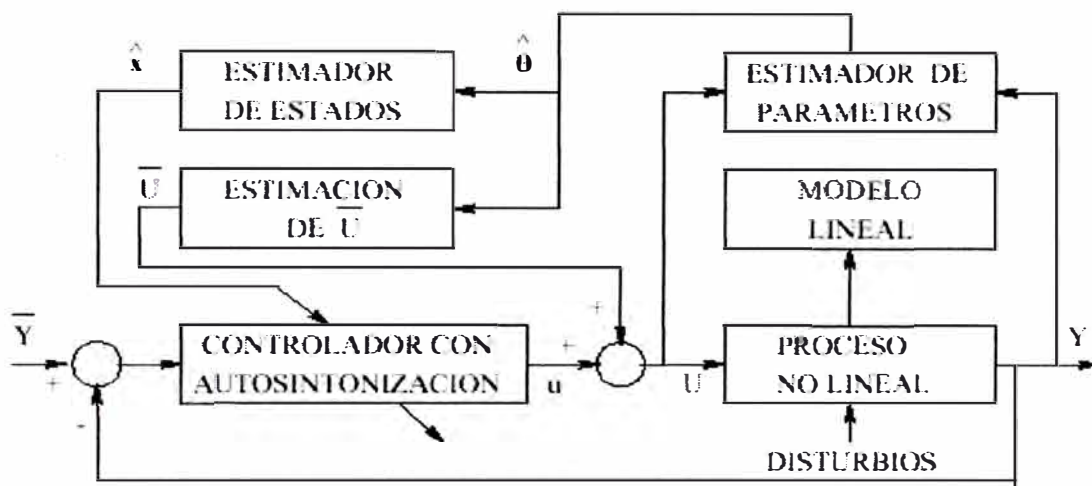 x̂
ESTIMADOR
DE ESTADOS
θ̂
ESTIMADOR DE
PARAMETROS
U̅
ESTIMACION
DE U̅
MODELO
LINEAL
Y̅
+
-
CONTROLADOR CON
AUTOSINTONIZACION
+
u
+
U
PROCESO
NO LINEAL
Y
DISTURBIOS